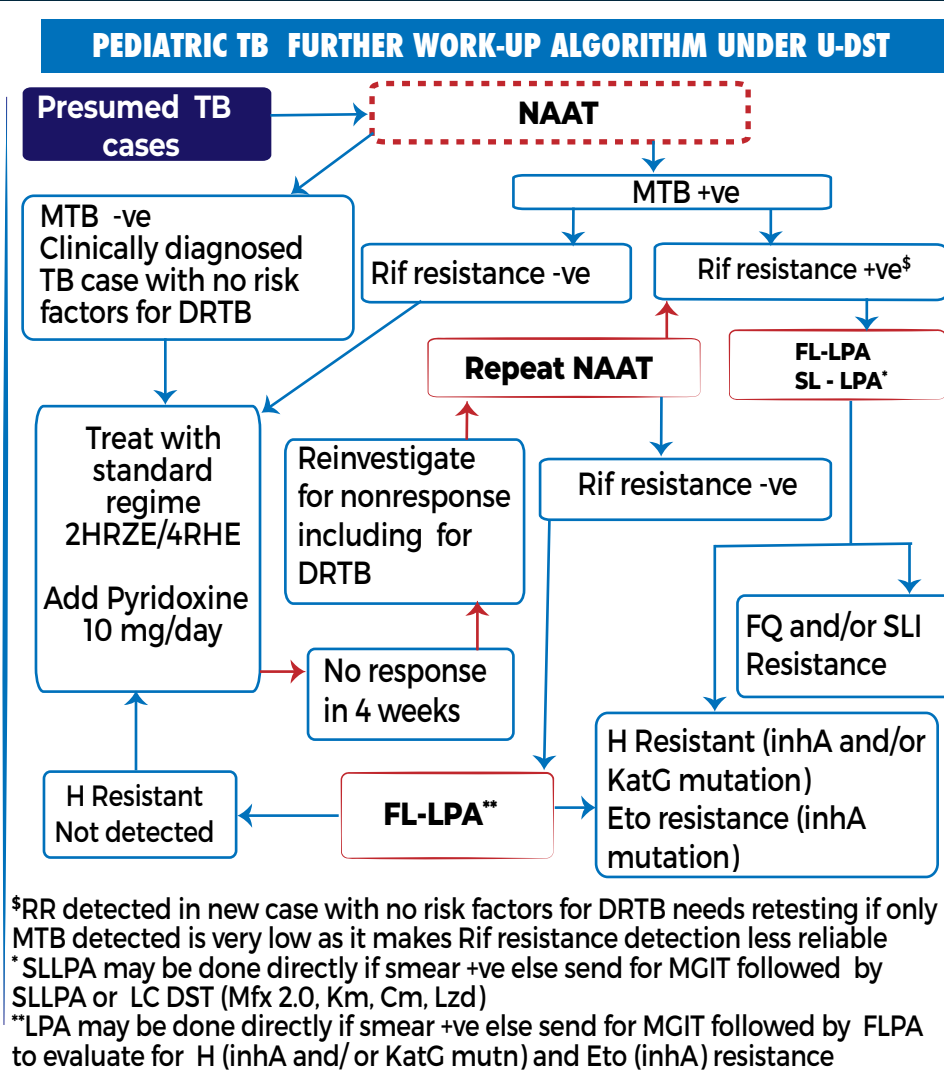 PEDIATRIC TB FURTHER WORK-UP ALGORITHM UNDER U-DST
Presumed TB
cases
NAAT
MTB +ve
MTB -ve
Clinically diagnosed
TB case with no risk
factors for DRTB
Rif resistance -ve
Rif resistance +ve$
FL-LPA
SL - LPA*
Repeat NAAT
Treat with
standard
regime
2HRZE/4RHE
Add Pyridoxine
10 mg/day
Reinvestigate
for nonresponse
including for
DRTB
Rif resistance -ve
FQ and/or SLI
Resistance
No response
in 4 weeks
H Resistant (inhA and/or
KatG mutation)
Eto resistance (inhA
mutation)
H Resistant
Not detected
FL-LPA**
$RR detected in new case with no risk factors for DRTB needs retesting if only
MTB detected is very low as it makes Rif resistance detection less reliable
* SLLPA may be done directly if smear +ve else send for MGIT followed by
SLLPA or LC DST (Mfx 2.0, Km, Cm, Lzd)
**LPA may be done directly if smear +ve else send for MGIT followed by FLPA
to evaluate for H (inhA and/ or KatG mutn) and Eto (inhA) resistance